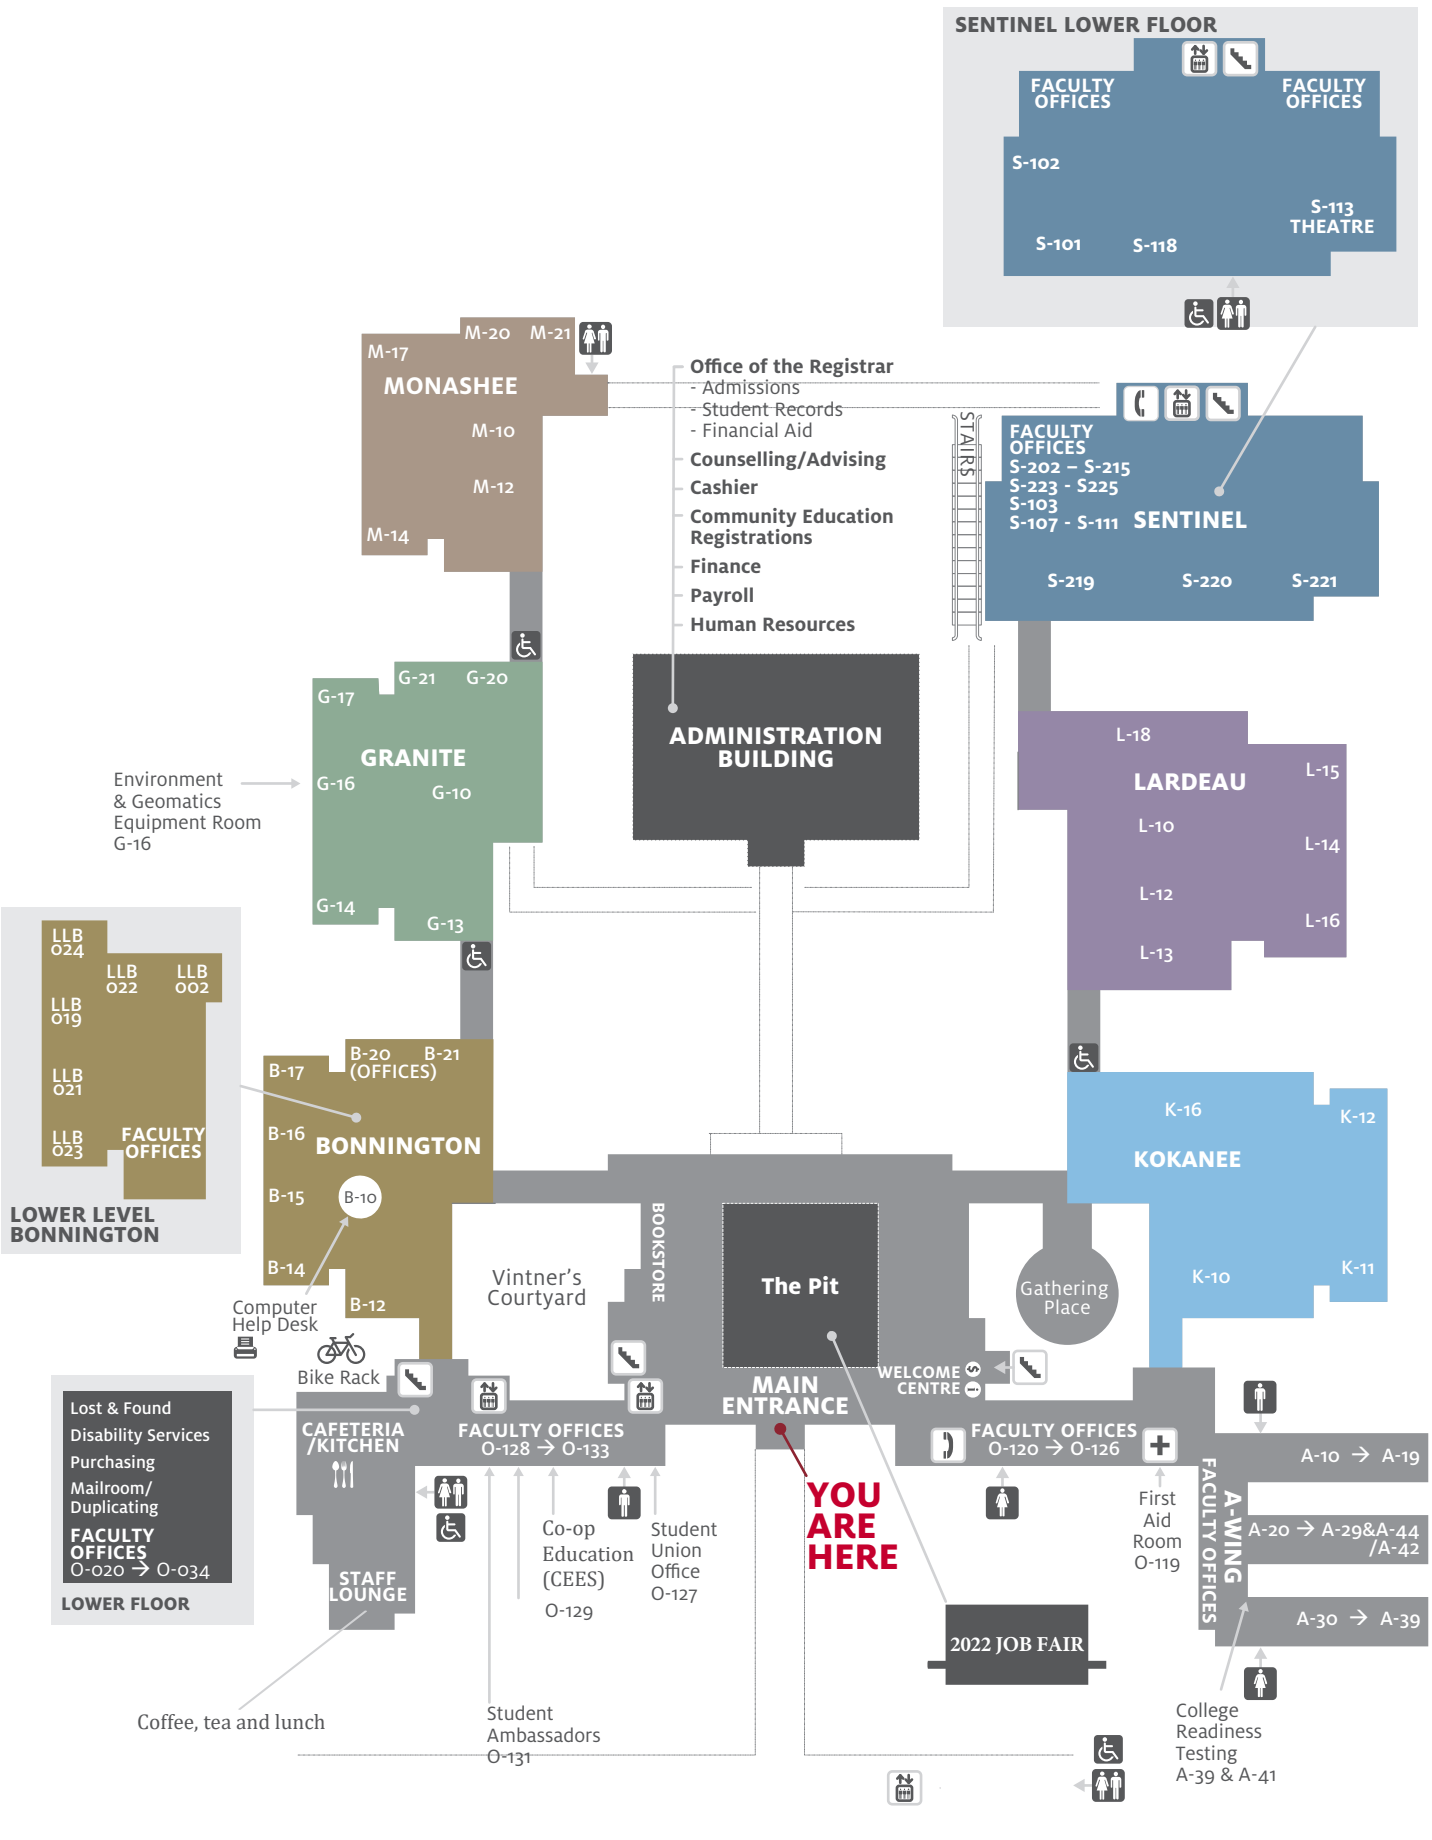 SENTINEL LOWER FLOOR
FACULTY
OFFICES
FACULTY
OFFICES
S-102
S-113
THEATRE
S-101
S-118
M-20
M-21
M-17
MONASHEE
M-10
M-12
M-14
Office of the Registrar
- Admissions
- Student Records
- Financial Aid
Counselling/Advising
Cashier
Community Education
Registrations
Finance
Payroll
Human Resources
STAIRS
FACULTY
OFFICES
S-202 – S-215
S-223 - S225
S-103
S-107 - S-111
SENTINEL
S-219
S-220
S-221
G-21
G-20
G-17
GRANITE
G-16
G-10
G-14
G-13
Environment
& Geomatics
Equipment Room
G-16
ADMINISTRATION
BUILDING
L-18
LARDEAU
L-15
L-10
L-14
L-12
L-16
L-13
LLB
024
LLB
022
LLB
002
LLB
019
LLB
021
LLB
023
FACULTY
OFFICES
LOWER LEVEL
BONNINGTON
B-20
(OFFICES)
B-21
B-17
B-16
BONNINGTON
B-15
B-10
B-14
B-12
Computer
Help Desk
Bike Rack
K-16
K-12
KOKANEE
K-10
K-11
BOOKSTORE
Vintner's
Courtyard
The Pit
Gathering
Place
WELCOME
CENTRE
$
i
MAIN
ENTRANCE
Lost & Found
Disability Services
Purchasing
Mailroom/
Duplicating
FACULTY
OFFICES
O-020 → O-034
LOWER FLOOR
CAFETERIA
/KITCHEN
FACULTY OFFICES
O-128 → O-133
FACULTY OFFICES
O-120 → O-126
YOU
ARE
HERE
Co-op
Education
(CEES)
O-129
Student
Union
Office
O-127
First
Aid
Room
O-119
FACULTY OFFICES
A-WING
A-10 → A-19
A-20 → A-29&A-44
/A-42
A-30 → A-39
STAFF
LOUNGE
2022 JOB FAIR
Coffee, tea and lunch
Student
Ambassadors
O-131
College
Readiness
Testing
A-39 & A-41